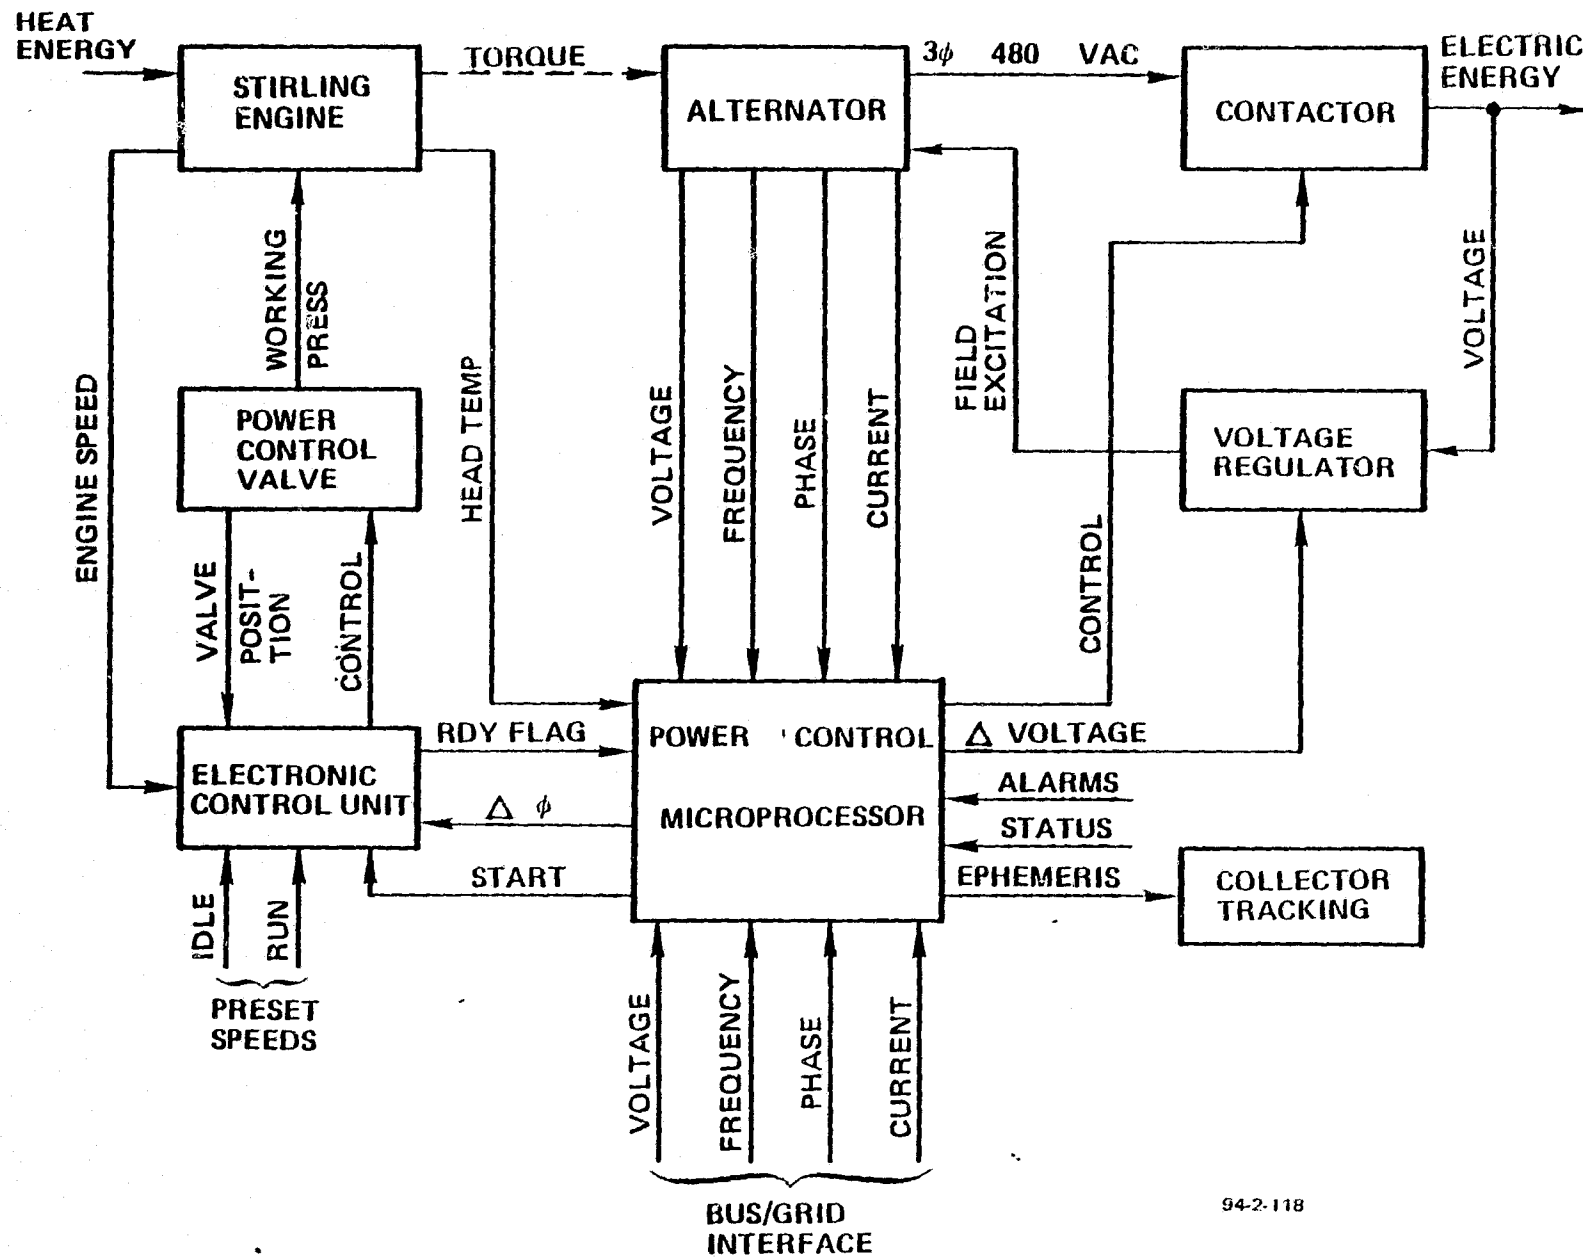 HEAT
ENERGY
TORQUE
3φ 480 VAC
ELECTRIC
ENERGY
STIRLING
ENGINE
ALTERNATOR
CONTACTOR
WORKING
PRESS
ENGINE SPEED
HEAD TEMP
VOLTAGE
FREQUENCY
PHASE
CURRENT
FIELD
EXCITATION
CONTROL
VOLTAGE
POWER
CONTROL
VALVE
VOLTAGE
REGULATOR
VALVE
POSIT-
TION
CONTROL
RDY FLAG
POWER CONTROL
MICROPROCESSOR
Δ VOLTAGE
ELECTRONIC
CONTROL UNIT
Δ φ
ALARMS
STATUS
START
EPHEMERIS
COLLECTOR
TRACKING
IDLE
RUN
PRESET
SPEEDS
VOLTAGE
FREQUENCY
PHASE
CURRENT
BUS/GRID
INTERFACE
94-2-118